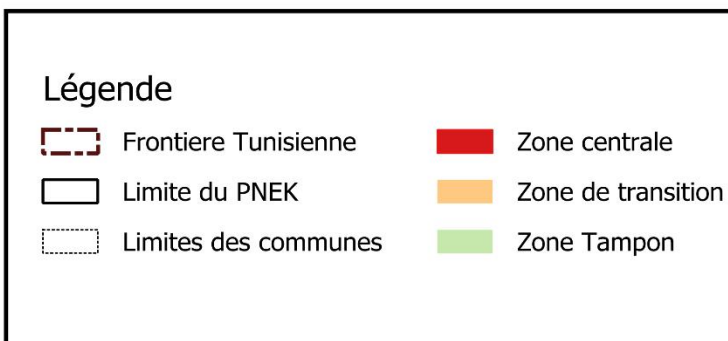 Légende
Frontiere Tunisienne
Limite du PNEK
Limites des communes
Zone centrale
Zone de transition
Zone Tampon